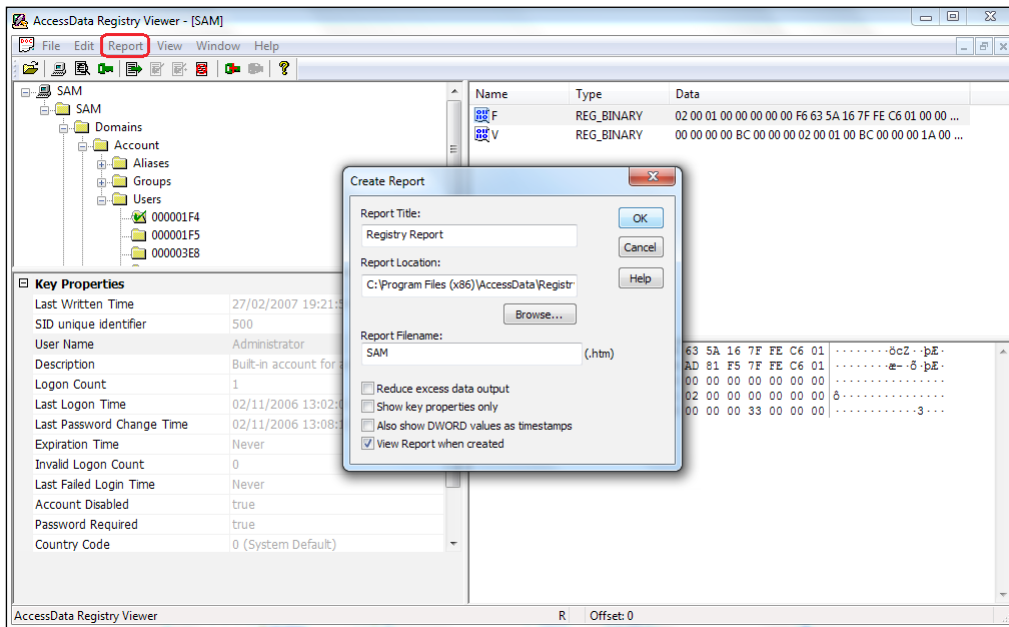 AccessData Registry Viewer - [SAM]
File Edit Report View Window Help
SAM
SAM
Domains
Account
Aliases
Groups
Users
000001F4
000001F5
000003E8
Name Type Data
F REG_BINARY 02 00 01 00 00 00 00 00 F6 63 5A 16 7F FE C6 01 00 00 ...
V REG_BINARY 00 00 00 00 BC 00 00 00 02 00 01 00 BC 00 00 00 1A 00 ...
Key Properties
Last Written Time 27/02/2007 19:21:
SID unique identifier 500
User Name Administrator
Description Built-in account for
Logon Count 1
Last Logon Time 02/11/2006 13:02:
Last Password Change Time 02/11/2006 13:08:
Expiration Time Never
Invalid Logon Count 0
Last Failed Login Time Never
Account Disabled true
Password Required true
Country Code 0 (System Default)
Create Report
Report Title:
Registry Report
Report Location:
C:\Program Files (x86)\AccessData\Registr
Browse...
Report Filename:
SAM (.htm)
Reduce excess data output
Show key properties only
Also show DWORD values as timestamps
View Report when created
OK
Cancel
Help
63 5A 16 7F FE C6 01 ········öcZ··þÆ·
AD 81 F5 7F FE C6 01 ········æ-·õ·þÆ·
00 00 00 00 00 00 00 ················
02 00 00 00 00 00 00 ô···············
00 00 00 33 00 00 00 ············3···
AccessData Registry Viewer R Offset: 0